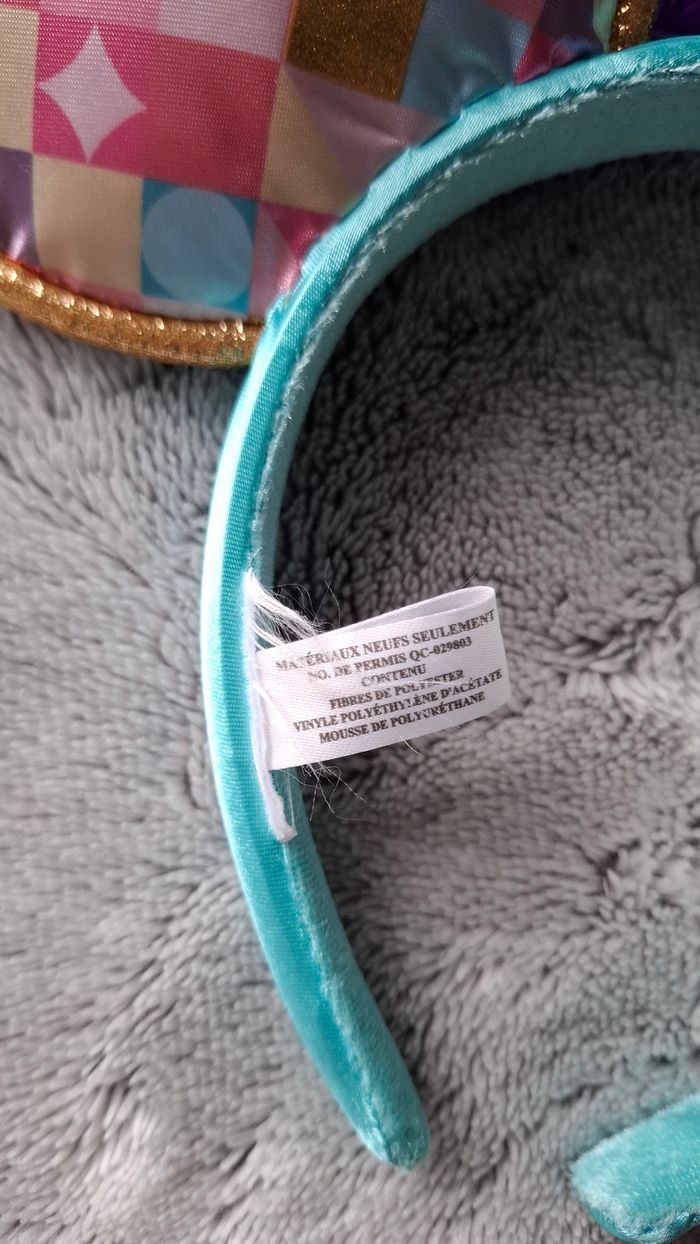 MATÉRIAUX NEUFS SEULEMENT
NO. DE PERMIS QC-029803
CONTENU
FIBRES DE POLYESTER
VINYLE POLYÉTHYLÈNE D'ACÉTATE
MOUSSE DE POLYURÉTHANE